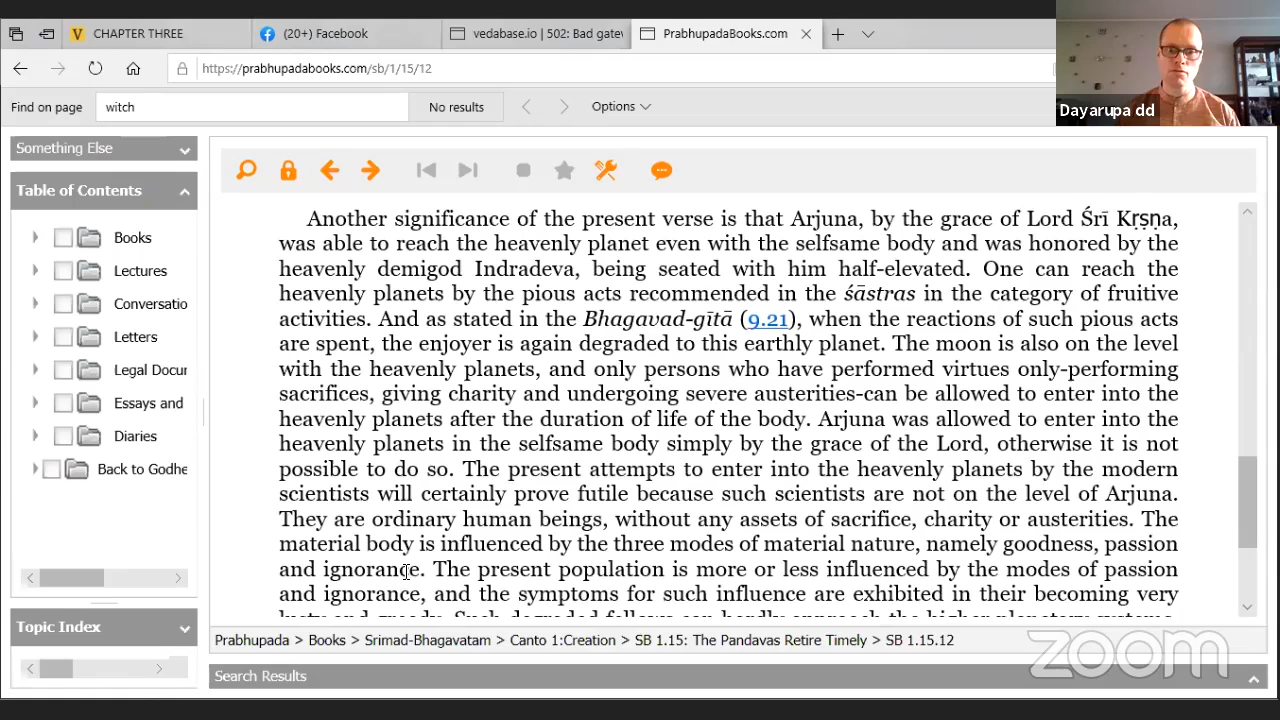 CHAPTER THREE
(20+) Facebook
vedabase.io | 502: Bad gatev
PrabhupadaBooks.com
https://prabhupadabooks.com/sb/1/15/12
Find on page
witch
No results
Options
Dayarupa dd
Something Else
Table of Contents
Books
Lectures
Conversatio
Letters
Legal Docur
Essays and
Diaries
Back to Godhe
Topic Index
Another significance of the present verse is that Arjuna, by the grace of Lord Śrī Kṛṣṇa,
was able to reach the heavenly planet even with the selfsame body and was honored by the
heavenly demigod Indradeva, being seated with him half-elevated. One can reach the
heavenly planets by the pious acts recommended in the śāstras in the category of fruitive
activities. And as stated in the Bhagavad-gītā (9.21), when the reactions of such pious acts
are spent, the enjoyer is again degraded to this earthly planet. The moon is also on the level
with the heavenly planets, and only persons who have performed virtues only-performing
sacrifices, giving charity and undergoing severe austerities-can be allowed to enter into the
heavenly planets after the duration of life of the body. Arjuna was allowed to enter into the
heavenly planets in the selfsame body simply by the grace of the Lord, otherwise it is not
possible to do so. The present attempts to enter into the heavenly planets by the modern
scientists will certainly prove futile because such scientists are not on the level of Arjuna.
They are ordinary human beings, without any assets of sacrifice, charity or austerities. The
material body is influenced by the three modes of material nature, namely goodness, passion
and ignorance. The present population is more or less influenced by the modes of passion
and ignorance, and the symptoms for such influence are exhibited in their becoming very
Prabhupada > Books > Srimad-Bhagavatam > Canto 1:Creation > SB 1.15: The Pandavas Retire Timely > SB 1.15.12
Search Results
zoom